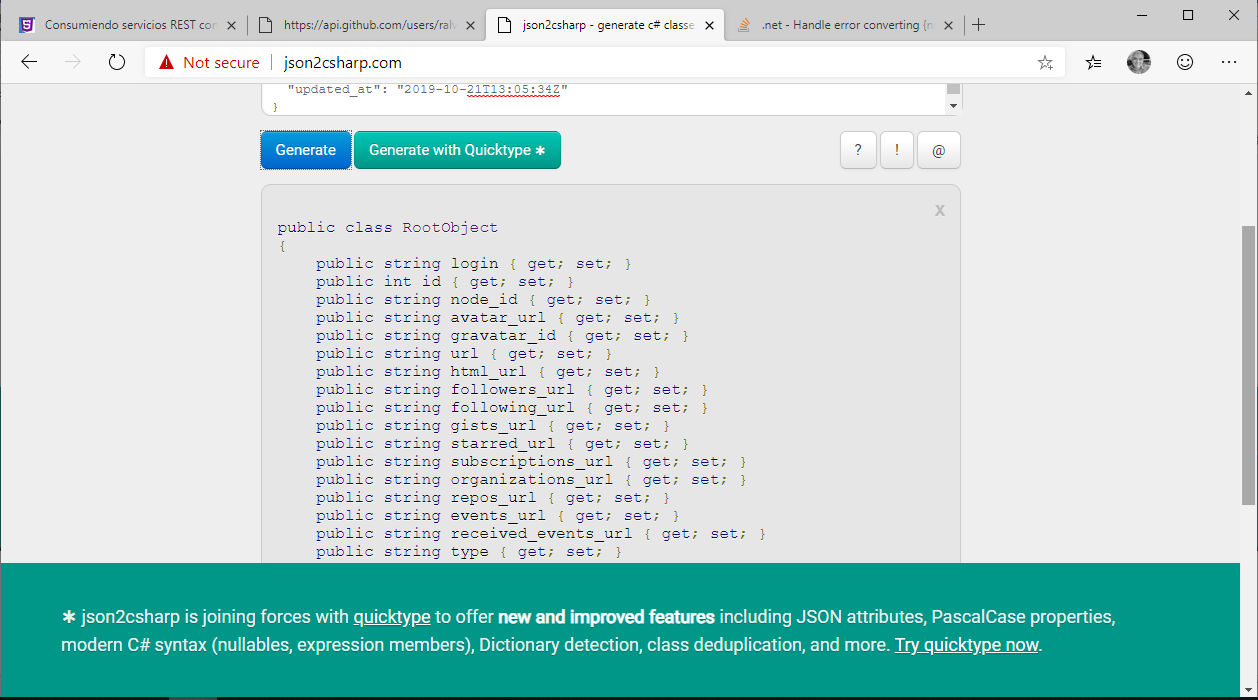 Consumiendo servicios REST con
https://api.github.com/users/ralv
json2csharp - generate c# classe
.net - Handle error converting {n
Not secure
json2csharp.com
"updated_at": "2019-10-21T13:05:34Z"
}
Generate
Generate with Quicktype ✱
?
!
@
x
public class RootObject
{
public string login { get; set; }
public int id { get; set; }
public string node_id { get; set; }
public string avatar_url { get; set; }
public string gravatar_id { get; set; }
public string url { get; set; }
public string html_url { get; set; }
public string followers_url { get; set; }
public string following_url { get; set; }
public string gists_url { get; set; }
public string starred_url { get; set; }
public string subscriptions_url { get; set; }
public string organizations_url { get; set; }
public string repos_url { get; set; }
public string events_url { get; set; }
public string received_events_url { get; set; }
public string type { get; set; }
✱ json2csharp is joining forces with quicktype to offer new and improved features including JSON attributes, PascalCase properties,
modern C# syntax (nullables, expression members), Dictionary detection, class deduplication, and more. Try quicktype now.